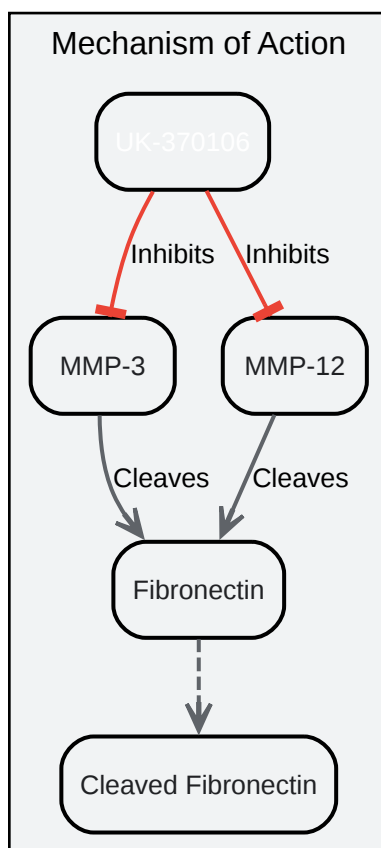 Mechanism of Action
UK-370106
Inhibits
Inhibits
MMP-3
MMP-12
Cleaves
Cleaves
Fibronectin
Cleaved Fibronectin